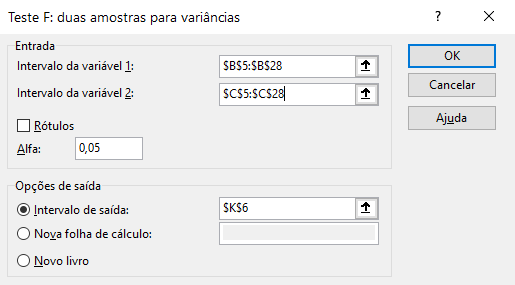 Teste F: duas amostras para variâncias
? ×
Entrada
Intervalo da variável 1: $B$5:$B$28
Intervalo da variável 2: $C$5:$C$28
Rótulos
Alfa: 0,05
OK
Cancelar
Ajuda
Opções de saída
Intervalo de saída: $K$6
Nova folha de cálculo:
Novo livro